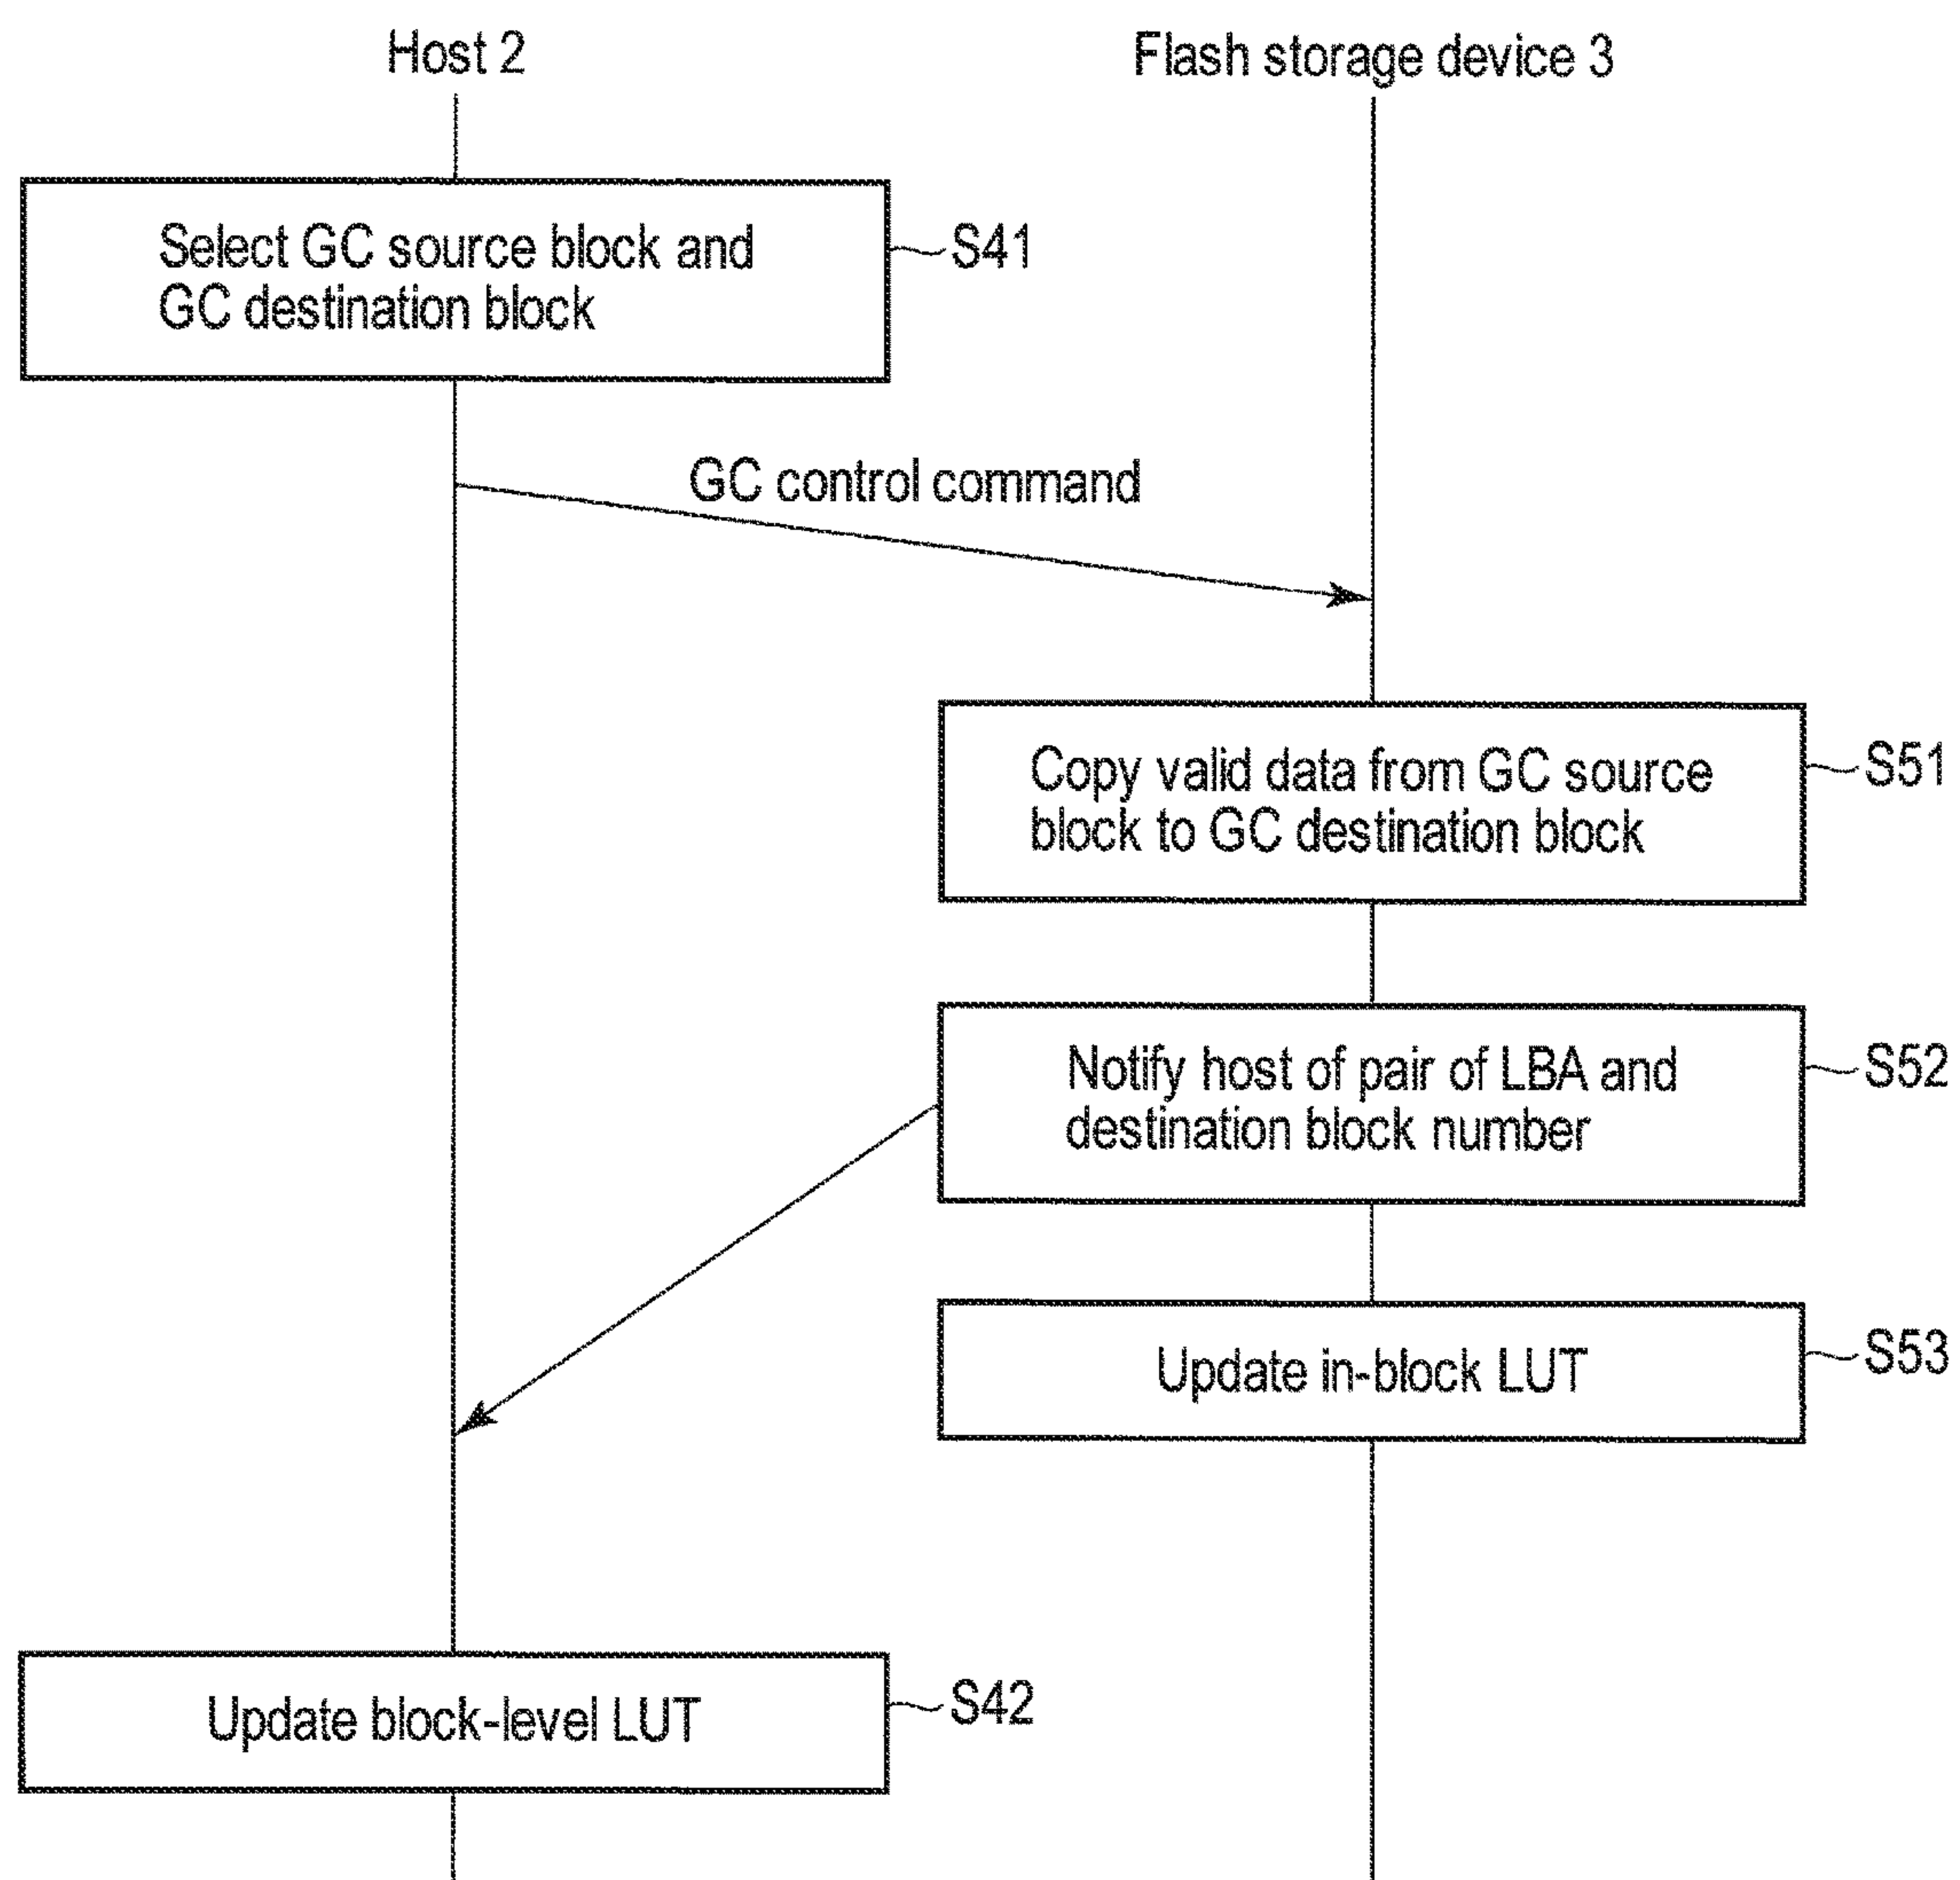 Host 2
Flash storage device 3
Select GC source block and
GC destination block
S41
GC control command
Copy valid data from GC source
block to GC destination block
S51
Notify host of pair of LBA and
destination block number
S52
Update in-block LUT
S53
Update block-level LUT
S42